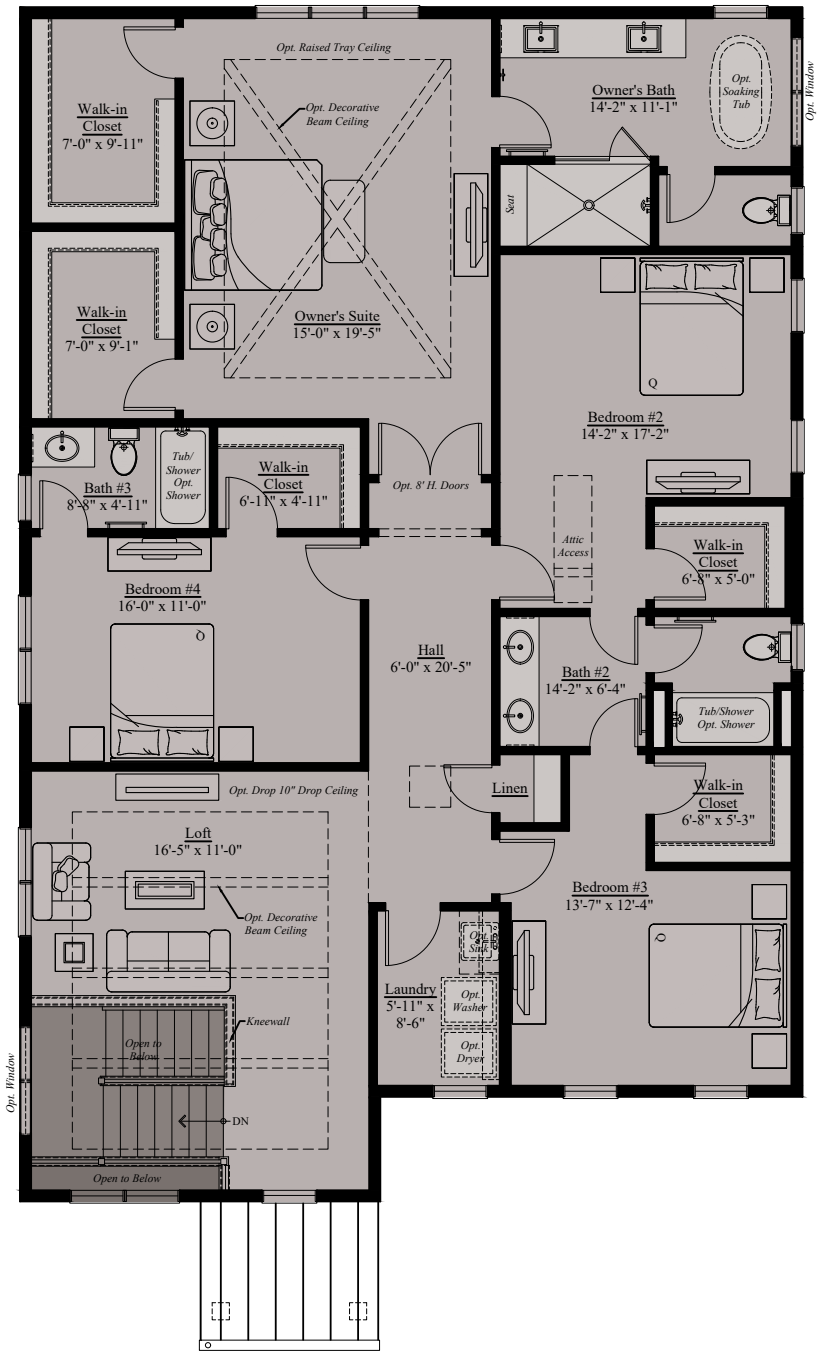 Opt. Raised Tray Ceiling
Opt. Decorative
Beam Ceiling
Walk-in
Closet
7'-0" x 9'-11"
Owner's Bath
14'-2" x 11'-1"
Opt.
Soaking
Tub
Opt. Window
Seat
Walk-in
Closet
7'-0" x 9'-1"
Owner's Suite
15'-0" x 19'-5"
Q
Bedroom #2
14'-2" x 17'-2"
Tub/
Shower
Opt.
Shower
Bath #3
8'-8" x 4'-11"
Walk-in
Closet
6'-11" x 4'-11"
Opt. 8' H. Doors
Attic
Access
Walk-in
Closet
6'-8" x 5'-0"
Bedroom #4
16'-0" x 11'-0"
Q
Hall
6'-0" x 20'-5"
Bath #2
14'-2" x 6'-4"
Tub/Shower
Opt. Shower
Opt. Drop 10" Drop Ceiling
Linen
Walk-in
Closet
6'-8" x 5'-3"
Loft
16'-5" x 11'-0"
Opt. Decorative
Beam Ceiling
Bedroom #3
13'-7" x 12'-4"
Q
Opt.
Sink
Laundry
5'-11" x
8'-6"
Opt.
Washer
Opt.
Dryer
Kneewall
Open to
Below
Opt. Window
DN
Open to Below